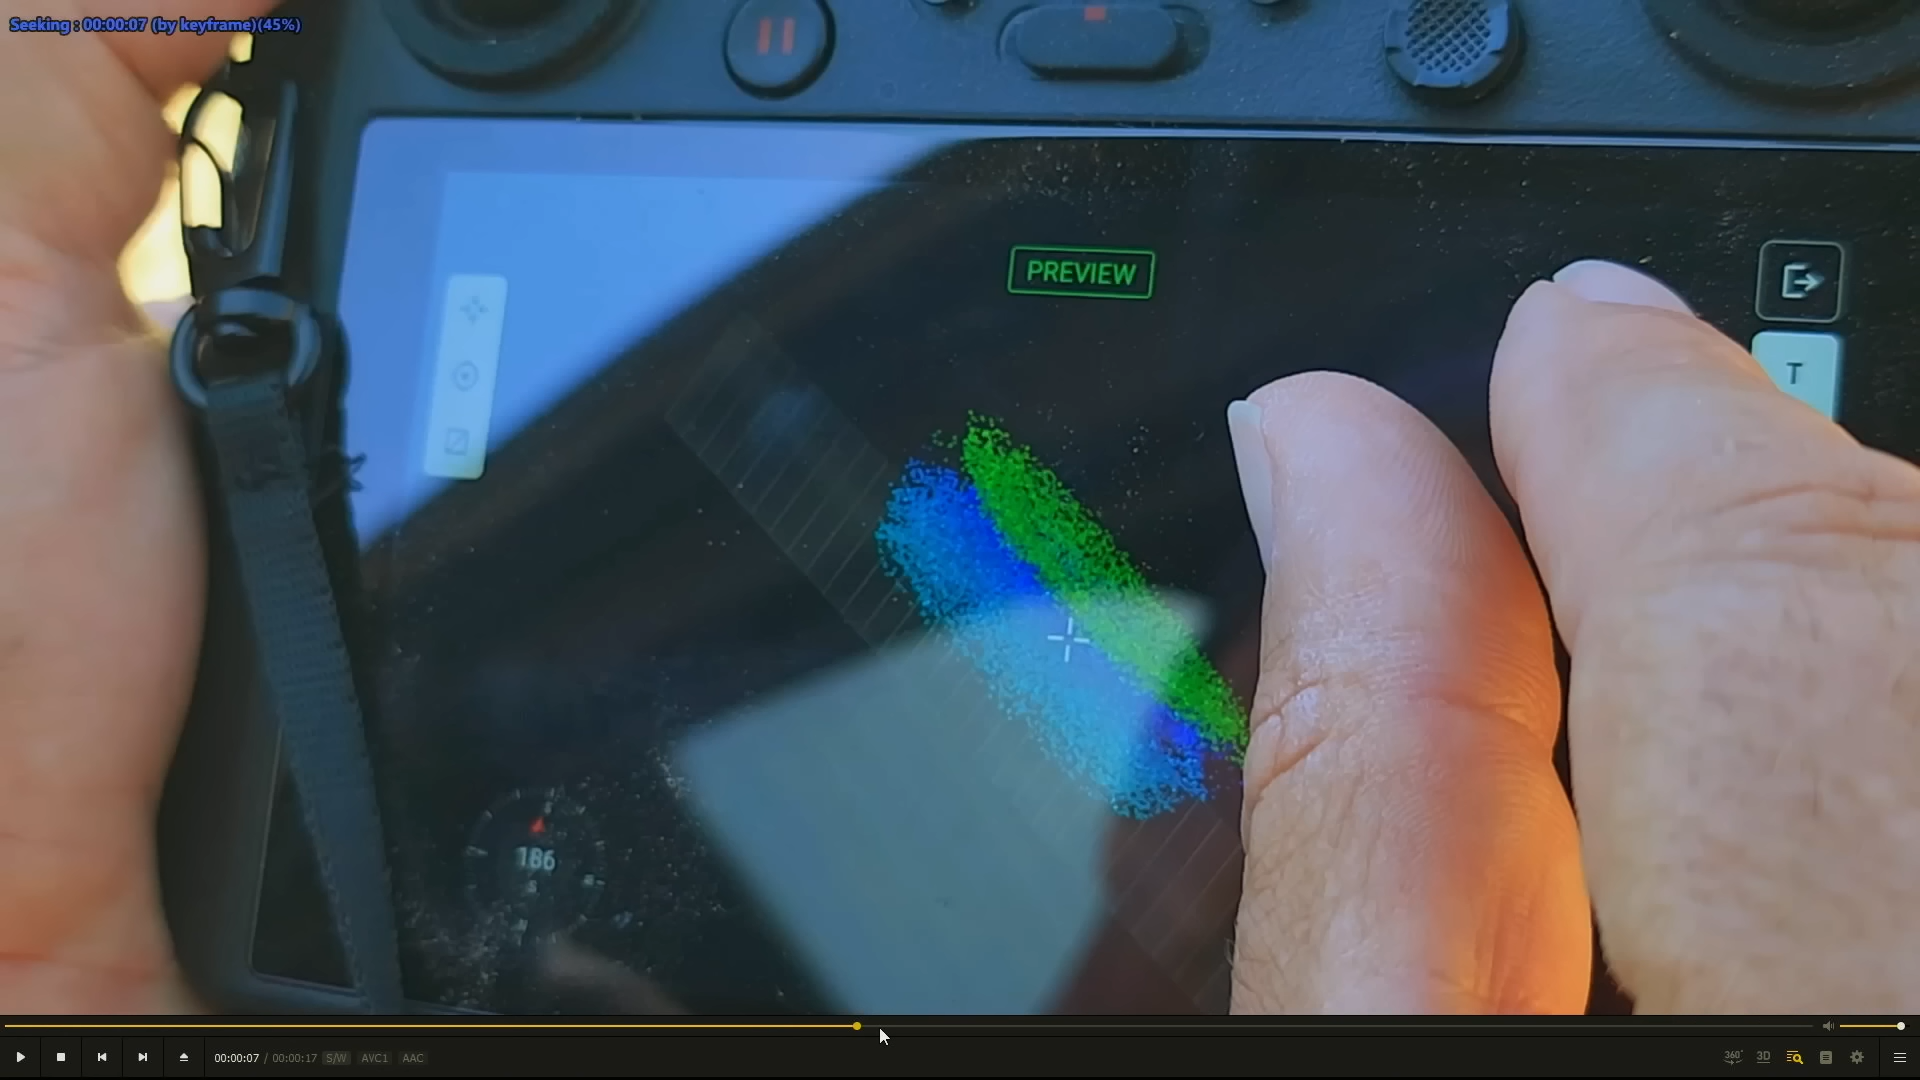 Seeking : 00:00:07 (by keyframe)(45%)
PREVIEW
T
186
S
00:00:07 / 00:00:17 S/W AVC1 AAC
360° 3D